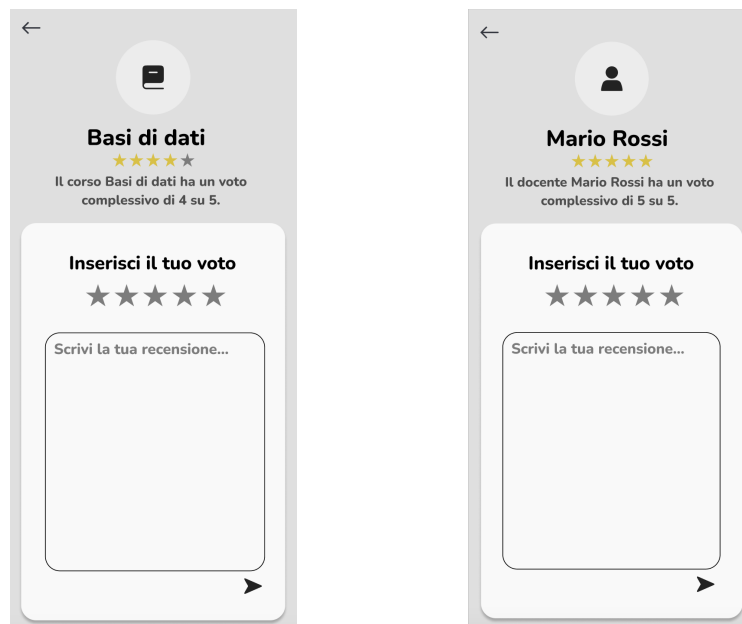 Basi di dati
Il corso Basi di dati ha un voto
complessivo di 4 su 5.
Inserisci il tuo voto
Scrivi la tua recensione...
Mario Rossi
Il docente Mario Rossi ha un voto
complessivo di 5 su 5.
Inserisci il tuo voto
Scrivi la tua recensione...